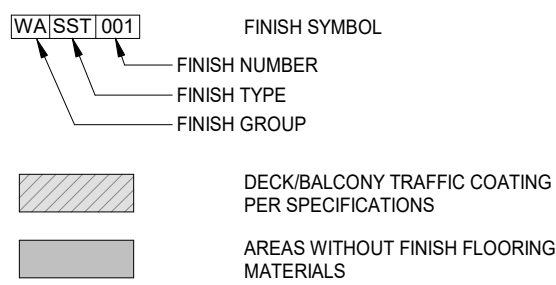 WA SST 001 FINISH SYMBOL
FINISH NUMBER
FINISH TYPE
FINISH GROUP
DECK/BALCONY TRAFFIC COATING
PER SPECIFICATIONS
AREAS WITHOUT FINISH FLOORING
MATERIALS